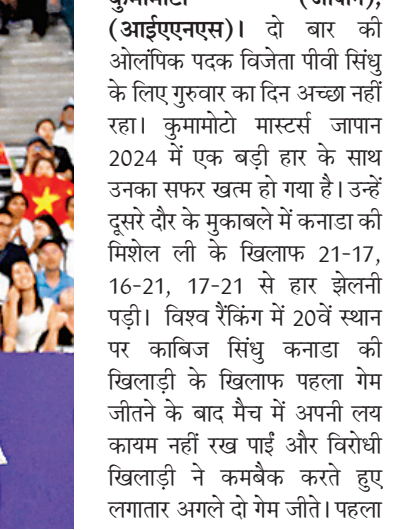 कुमामोटो (जापान),
(आईएएनएस)। दो बार की
ओलंपिक पदक विजेता पीवी सिंधु
के लिए गुरुवार का दिन अच्छा नहीं
रहा। कुमामोटो मास्टर्स जापान
2024 में एक बड़ी हार के साथ
उनका सफर खत्म हो गया है। उन्हें
दूसरे दौर के मुकाबले में कनाडा की
मिशेल ली के खिलाफ 21-17,
16-21, 17-21 से हार झेलनी
पड़ी। विश्व रैंकिंग में 20वें स्थान
पर काबिज सिंधु कनाडा की
खिलाड़ी के खिलाफ पहला गेम
जीतने के बाद मैच में अपनी लय
कायम नहीं रख पाईं और विरोधी
खिलाड़ी ने कमबैक करते हुए
लगातार अगले दो गेम जीते। पहला